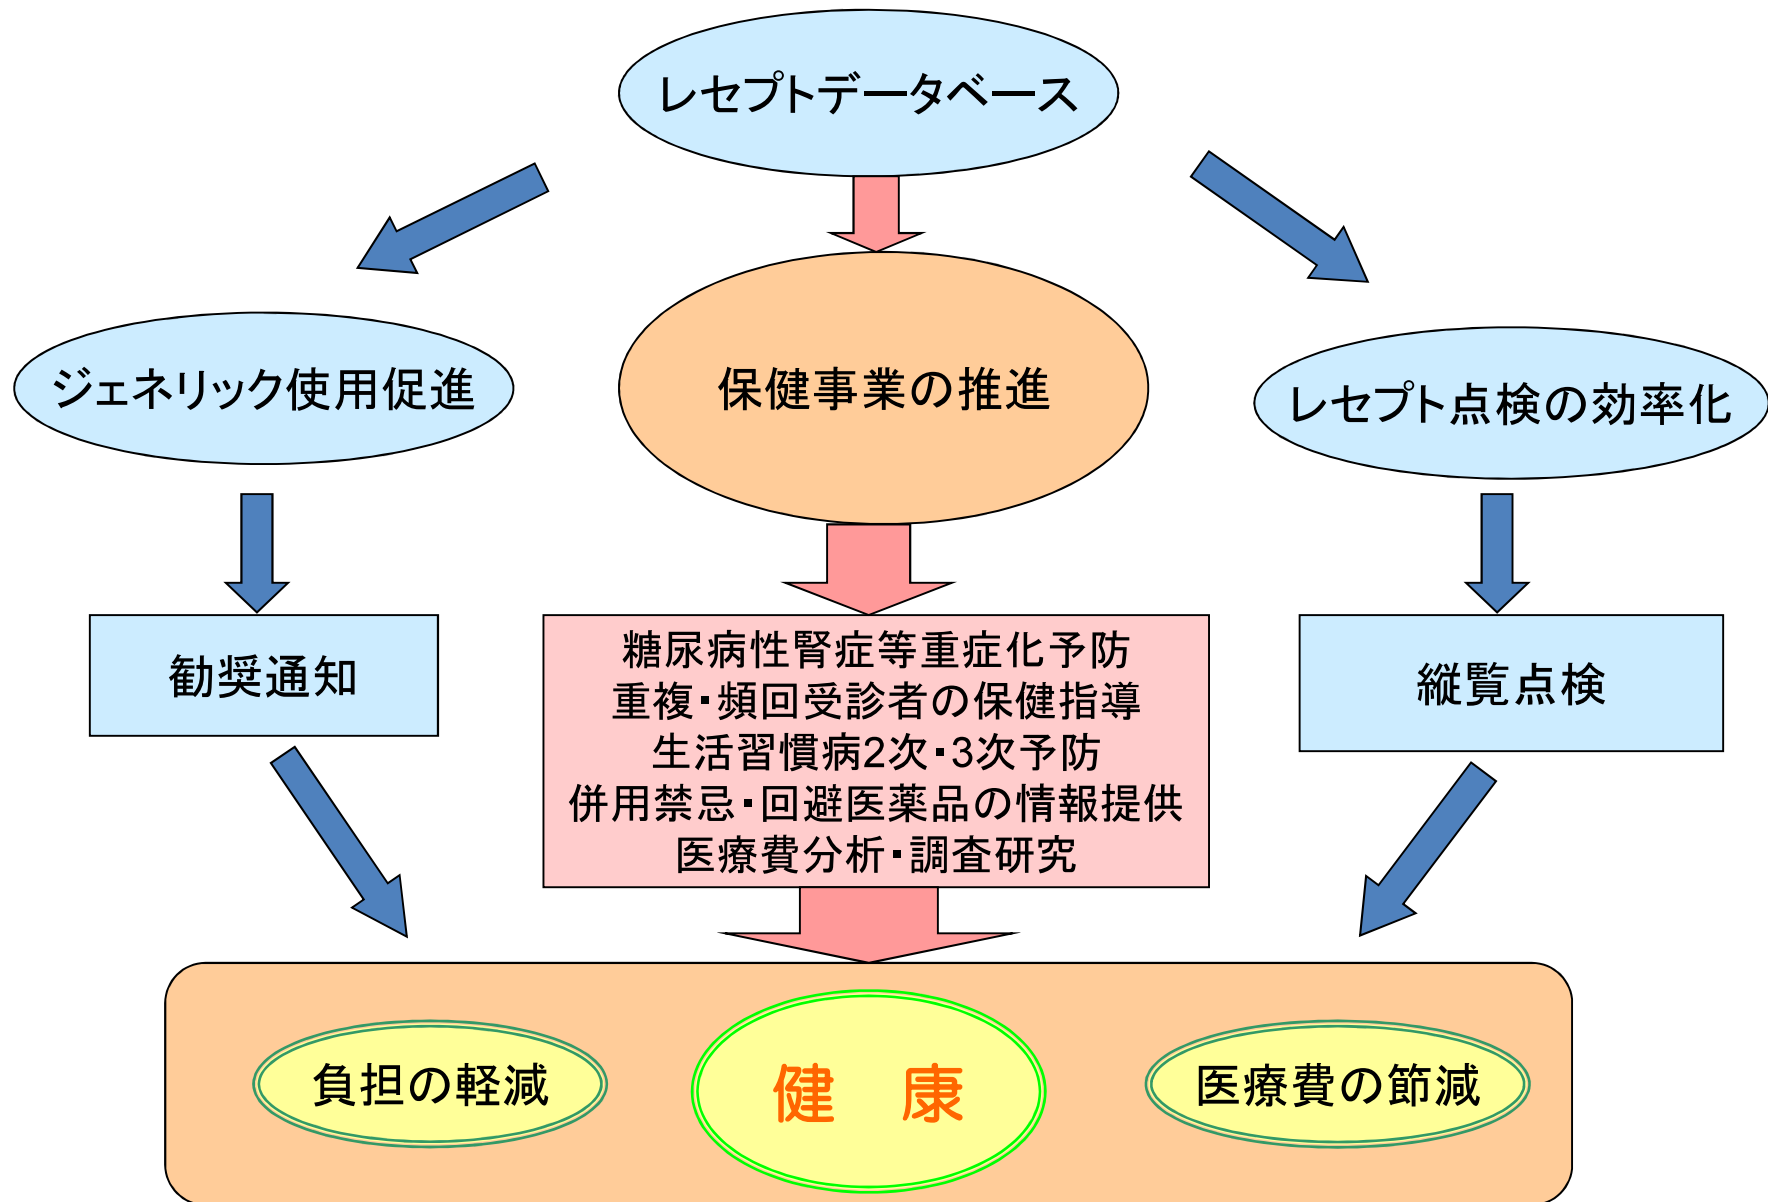 レセプトデータベース
ジェネリック使用促進
保健事業の推進
レセプト点検の効率化
勧奨通知
糖尿病性腎症等重症化予防
重複・頻回受診者の保健指導
生活習慣病2次・3次予防
併用禁忌・回避医薬品の情報提供
医療費分析・調査研究
縦覧点検
負担の軽減
健　康
医療費の節減